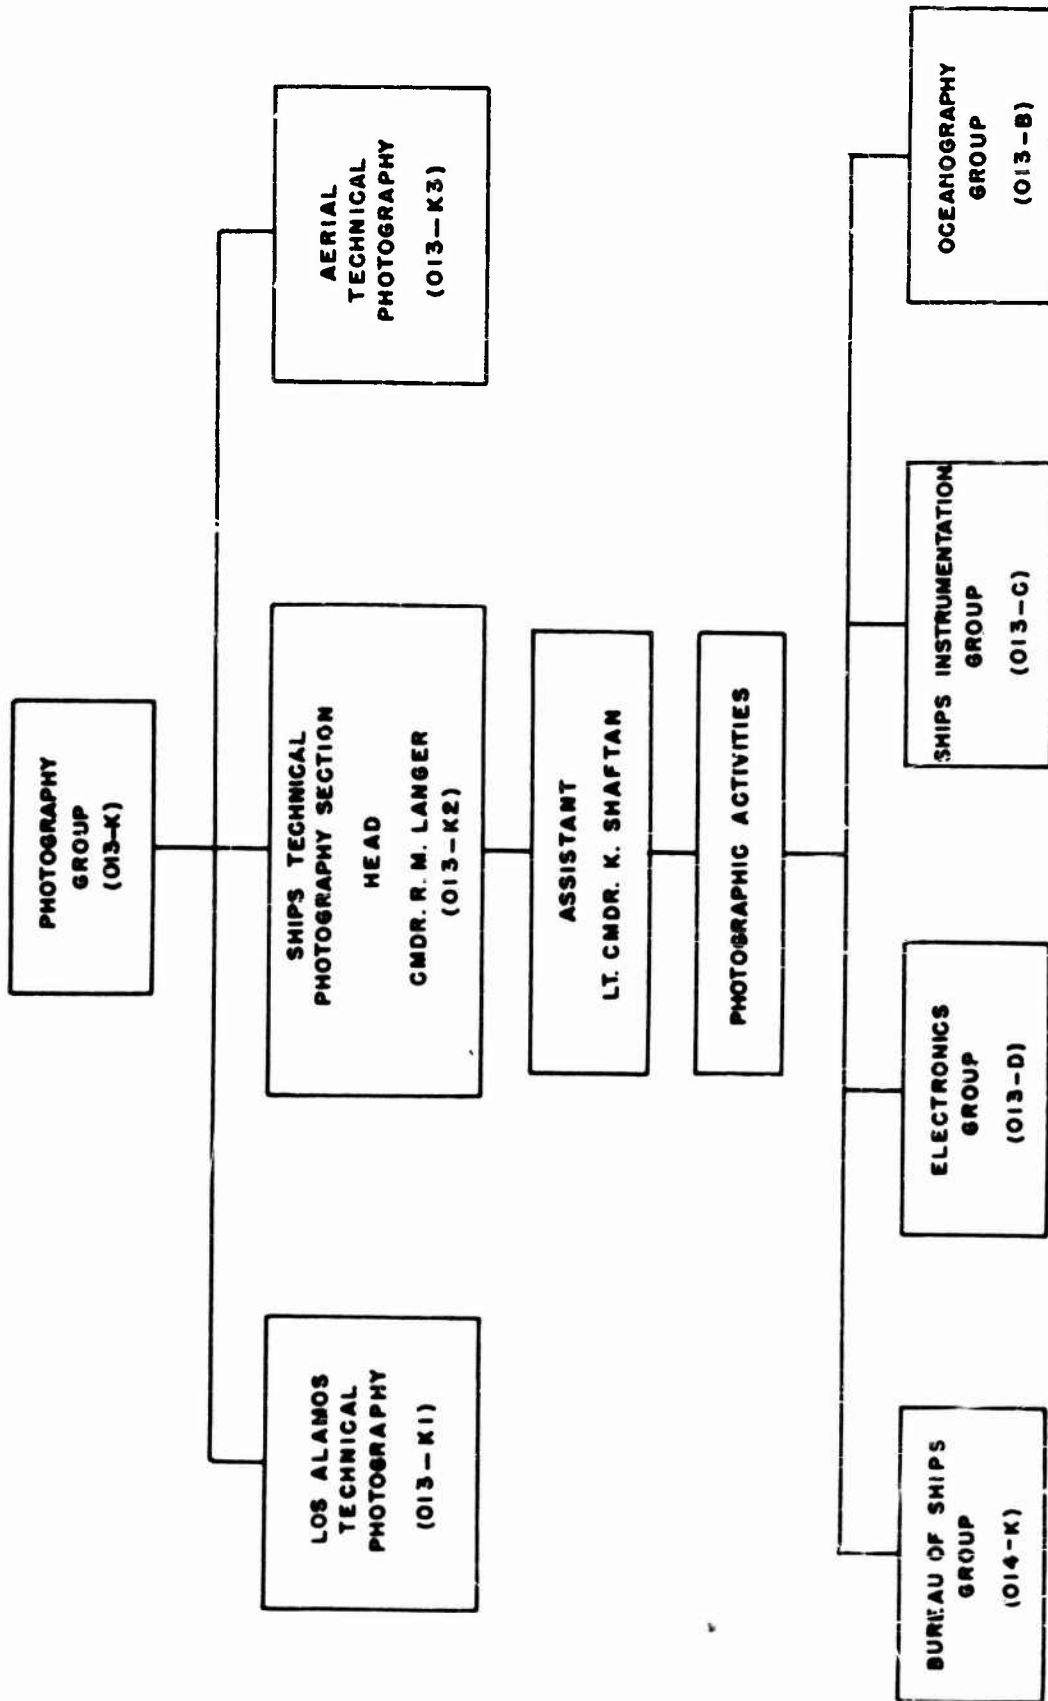 PHOTOGRAPHY
GROUP
(013-K)
LOS ALAMOS
TECHNICAL
PHOTOGRAPHY
(013-K1)
SHIPS TECHNICAL
PHOTOGRAPHY SECTION
HEAD
CMDR. R. M. LANGER
(013-K2)
AERIAL
TECHNICAL
PHOTOGRAPHY
(013-K3)
ASSISTANT
LT. CMDR. K. SHAFTAN
PHOTOGRAPHIC ACTIVITIES
BUREAU OF SHIPS
GROUP
(014-K)
ELECTRONICS
GROUP
(013-D)
SHIPS INSTRUMENTATION
GROUP
(013-C)
OCEANOGRAPHY
GROUP
(013-B)